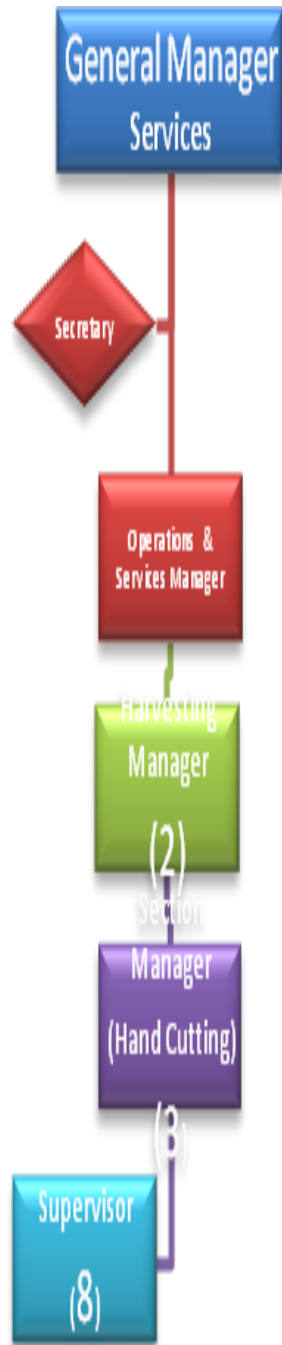 General Manager
Services
Secretary
Operations &
Services Manager
Harvesting
Manager
(2)
Section
Manager
(Hand Cutting)
(3)
Supervisor
(8)